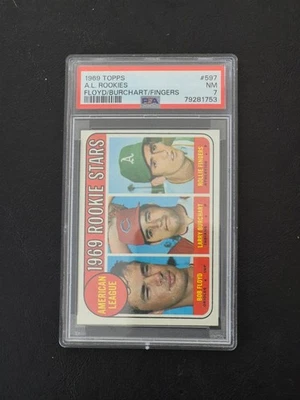 1969 TOPPS #597
A.L. ROOKIES NM
FLOYD/BURCHART/FINGERS 7
PSA 79281753
1969 ROOKIE STARS
AMERICAN LEAGUE
ROLLIE FINGERS
LARRY BURCHART
BOB FLOYD